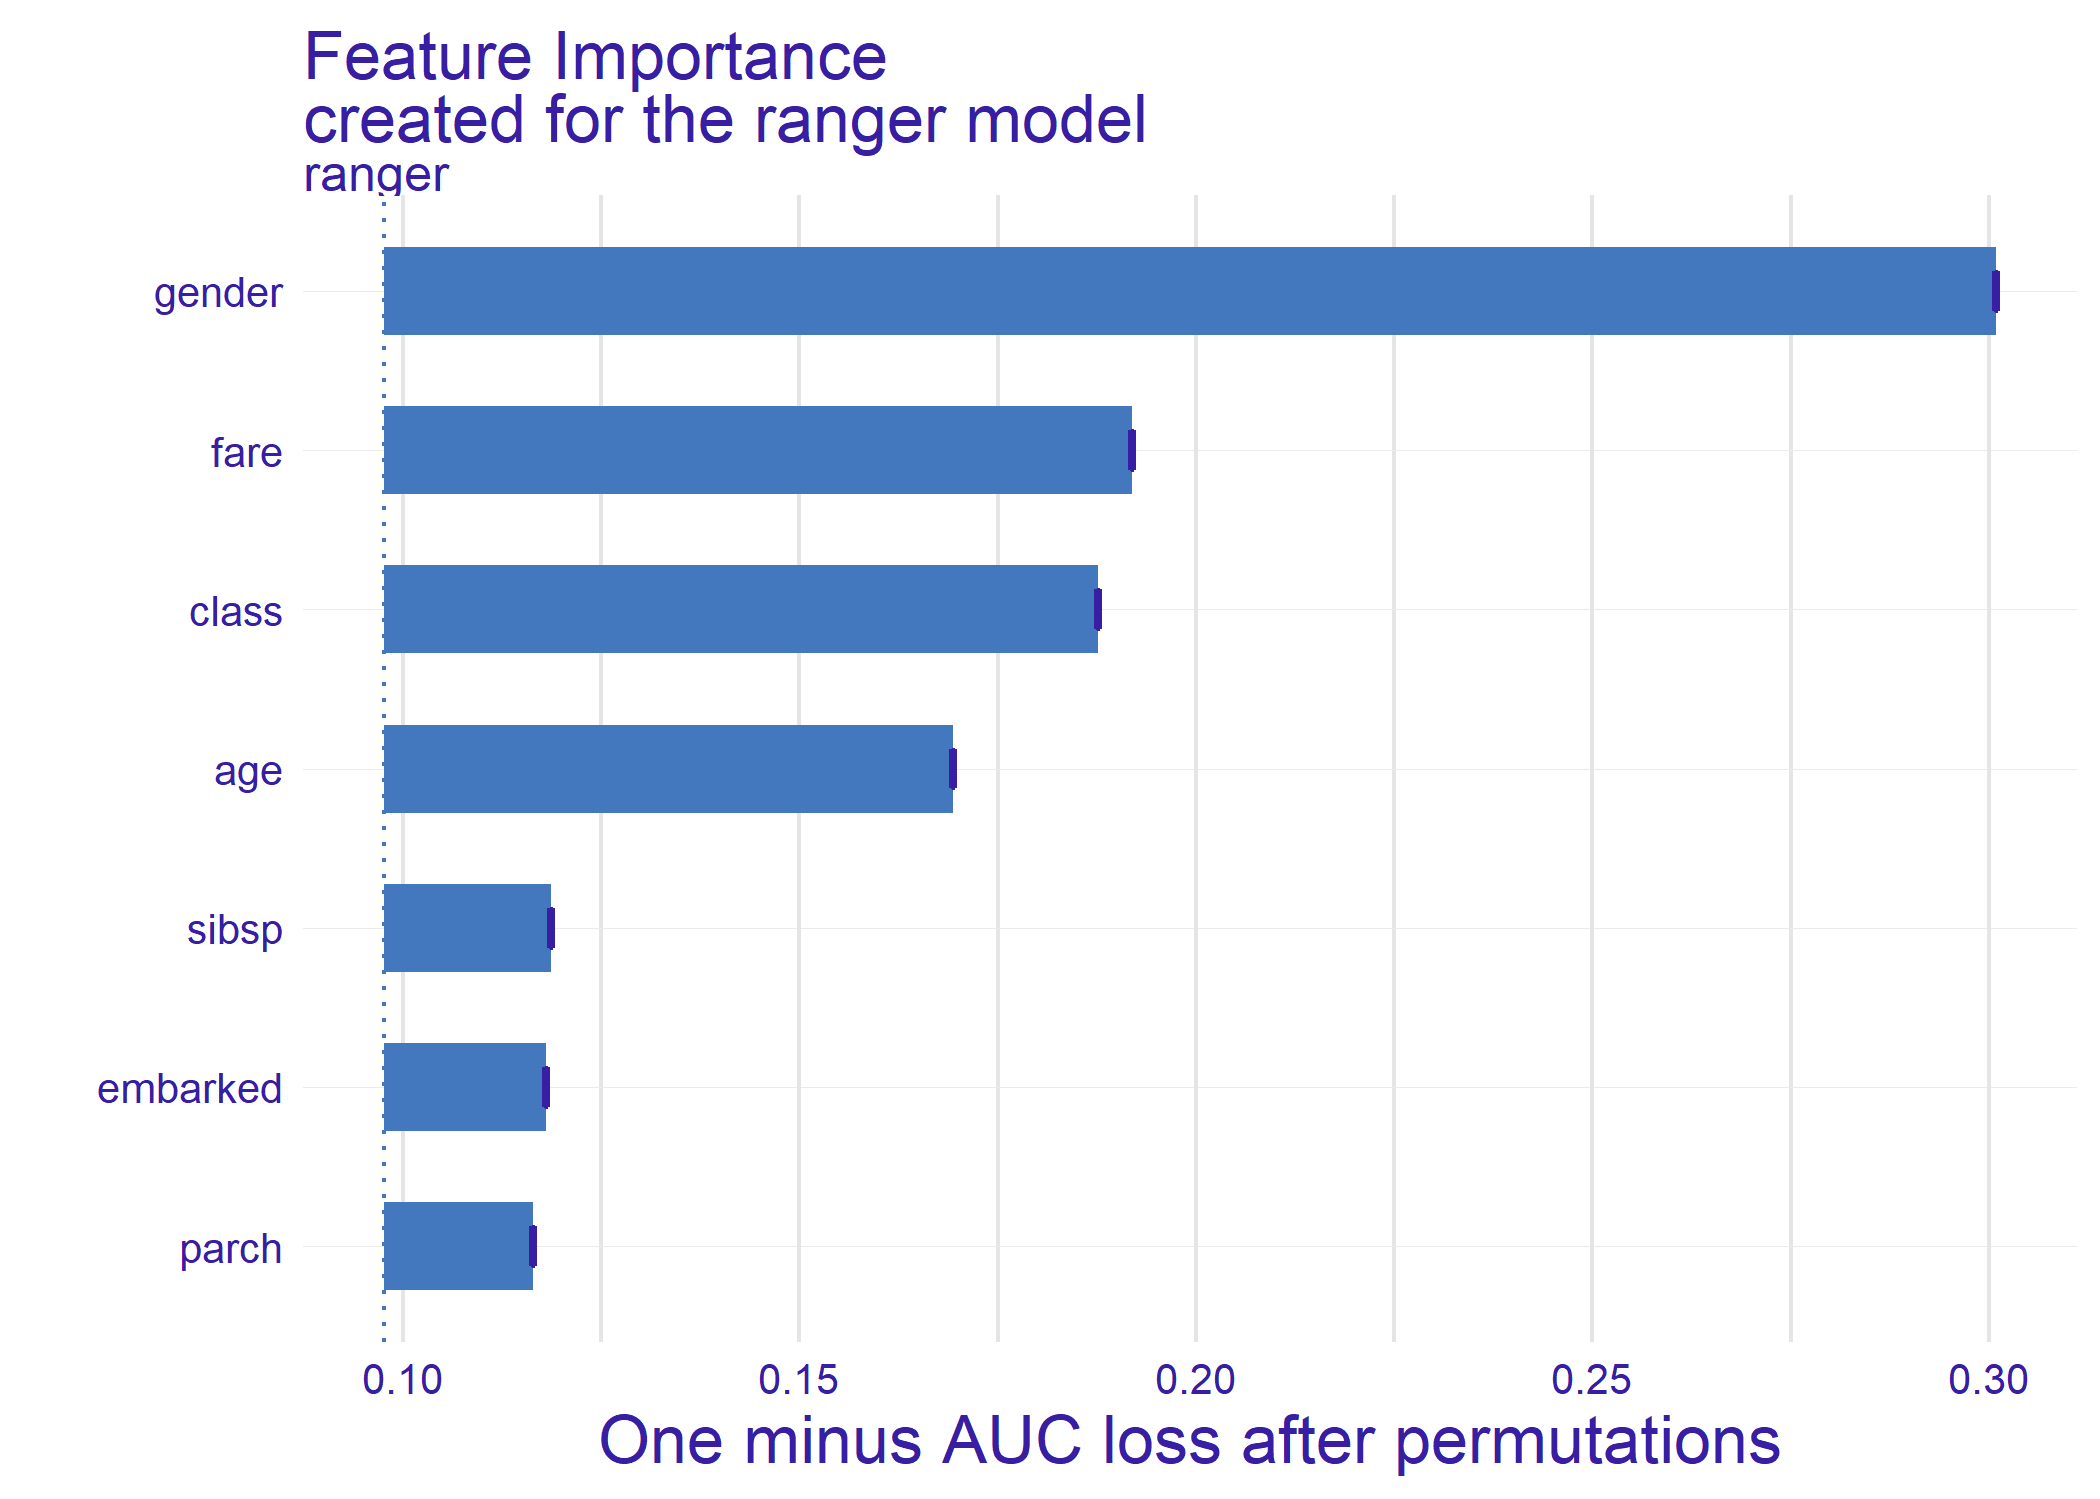 Feature Importance
created for the ranger model
ranger
gender
fare
class
age
sibsp
embarked
parch
0.10 0.15 0.20 0.25 0.30
One minus AUC loss after permutations